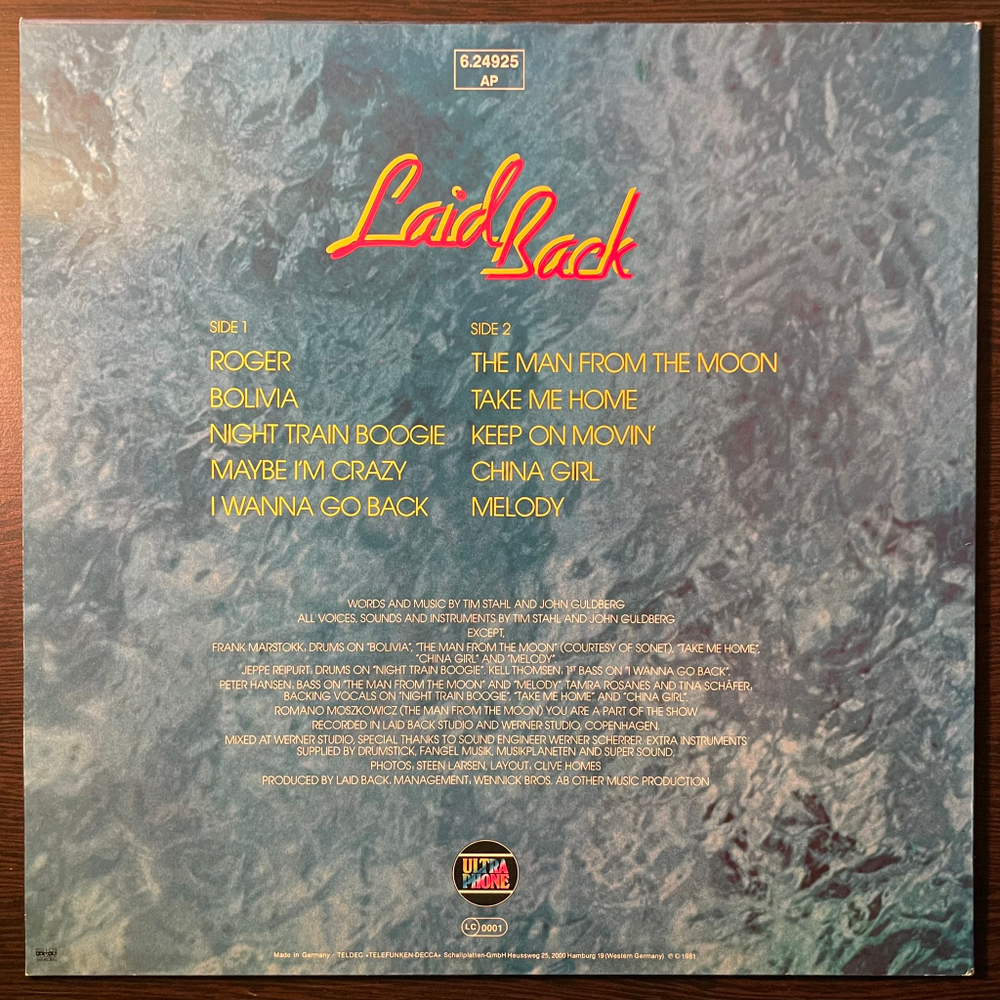 6.24925
AP
Laid Back
SIDE 1
ROGER
BOLIVIA
NIGHT TRAIN BOOGIE
MAYBE I'M CRAZY
I WANNA GO BACK
SIDE 2
THE MAN FROM THE MOON
TAKE ME HOME
KEEP ON MOVIN'
CHINA GIRL
MELODY
WORDS AND MUSIC BY TIM STAHL AND JOHN GULDBERG
ALL VOICES, SOUNDS AND INSTRUMENTS BY TIM STAHL AND JOHN GULDBERG
EXCEPT,
FRANK MARSTOKK, DRUMS ON "BOLIVIA", "THE MAN FROM THE MOON" (COURTESY OF SONET), "TAKE ME HOME",
"CHINA GIRL" AND "MELODY".
JEPPE REIPURT, DRUMS ON "NIGHT TRAIN BOOGIE". KELL THOMSEN, 1ST BASS ON "I WANNA GO BACK".
PETER HANSEN, BASS ON "THE MAN FROM THE MOON" AND "MELODY", TAMRA ROSANES AND TINA SCHÄFER,
BACKING VOCALS ON "NIGHT TRAIN BOOGIE", "TAKE ME HOME" AND "CHINA GIRL".
ROMANO MOSZKOWICZ (THE MAN FROM THE MOON) YOU ARE A PART OF THE SHOW
RECORDED IN LAID BACK STUDIO AND WERNER STUDIO, COPENHAGEN.
MIXED AT WERNER STUDIO, SPECIAL THANKS TO SOUND ENGINEER WERNER SCHERRER. EXTRA INSTRUMENTS
SUPPLIED BY DRUMSTICK, FANGEL MUSIK, MUSIKPLANETEN AND SUPER SOUND,
PHOTOS, STEEN LARSEN, LAYOUT, CLIVE HOMES
PRODUCED BY LAID BACK. MANAGEMENT, WENNICK BROS. AB OTHER MUSIC PRODUCTION
ULTRA
PHONE
LC 0001
Made in Germany · TELDEC »TELEFUNKEN-DECCA« Schallplatten-GmbH Heussweg 25, 2000 Hamburg 19 (Western Germany) ℗ © 1981